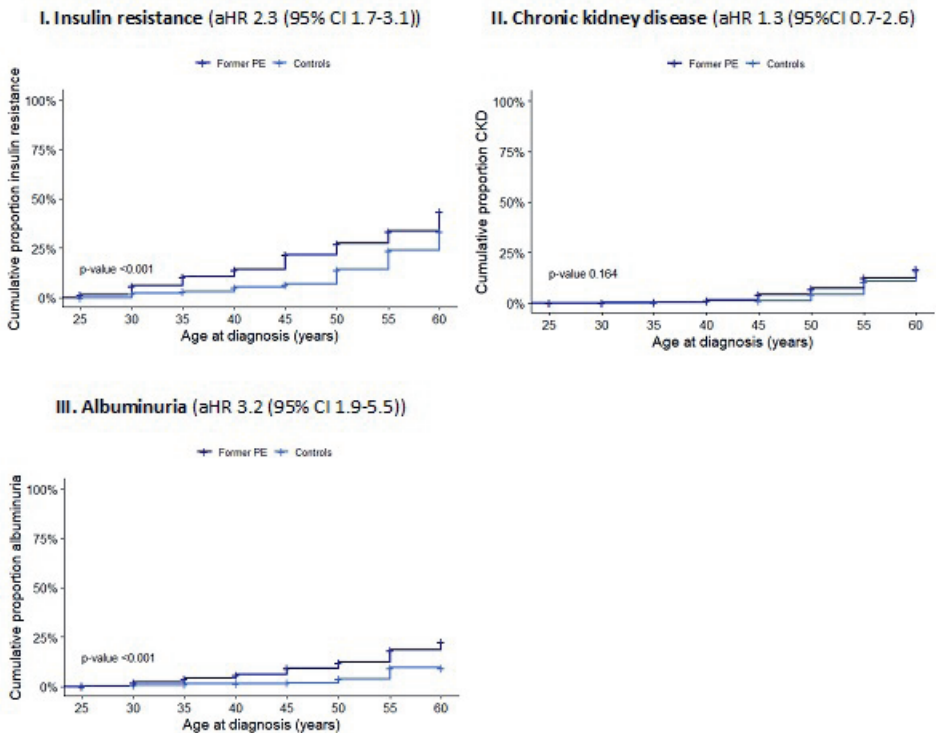 I. Insulin resistance (aHR 2.3 (95% CI 1.7-3.1))
Former PE Controls
Cumulative proportion insulin resistance
100%
75%
50%
25%
0%
p-value <0.001
25 30 35 40 45 50 55 60
Age at diagnosis (years)
II. Chronic kidney disease (aHR 1.3 (95%CI 0.7-2.6)
Former PE Controls
Cumulative proportion CKD
100%
75%
50%
25%
0%
p-value 0.164
25 30 35 40 45 50 55 60
Age at diagnosis (years)
III. Albuminuria (aHR 3.2 (95% CI 1.9-5.5))
Former PE Controls
Cumulative proportion albuminuria
100%
75%
50%
25%
0%
p-value <0.001
25 30 35 40 45 50 55 60
Age at diagnosis (years)